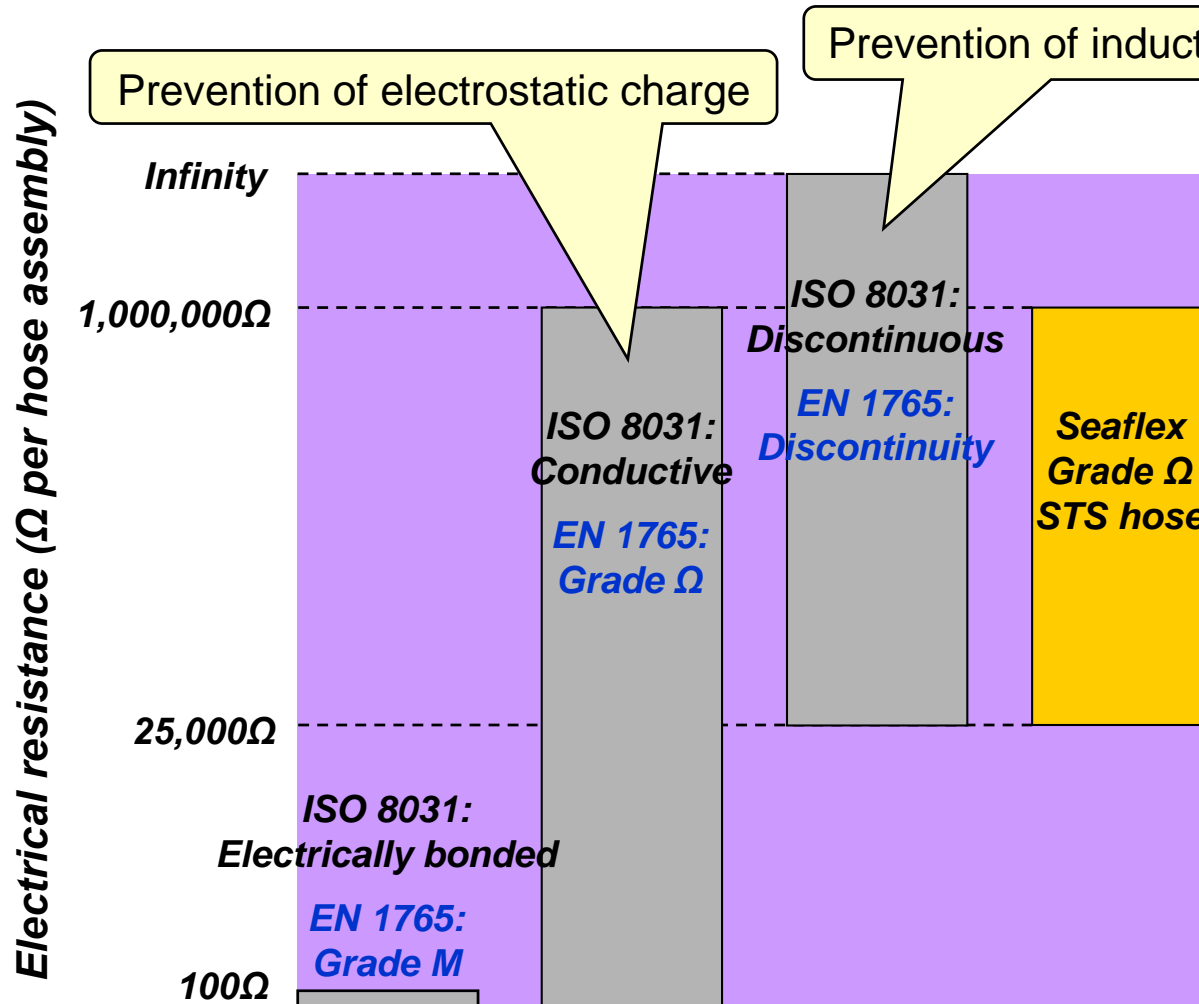 Prevention of electrostatic charge
Prevention of induct
Electrical resistance (Ω per hose assembly)
Infinity
1,000,000Ω
25,000Ω
100Ω
ISO 8031:
Electrically bonded
EN 1765:
Grade M
ISO 8031:
Conductive
EN 1765:
Grade Ω
ISO 8031:
Discontinuous
EN 1765:
Discontinuity
Seaflex
Grade Ω
STS hose